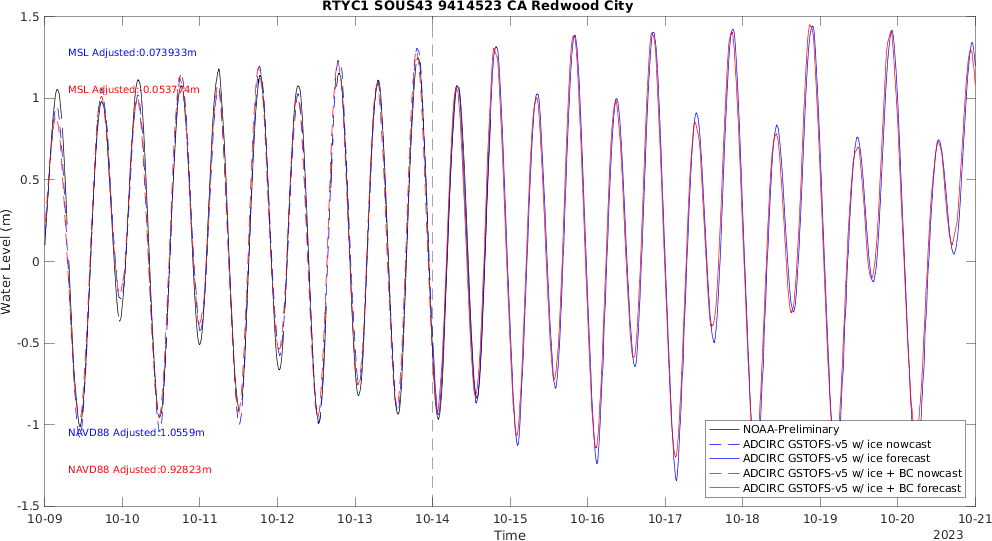 RTYC1 SOUS43 9414523 CA Redwood City
1.5
1
0.5
0
-0.5
-1
-1.5
Water Level (m)
MSL Adjusted:0.073933m
MSL Adjusted:0.053774m
NAVD88 Adjusted:1.0559m
NAVD88 Adjusted:0.92823m
NOAA-Preliminary
ADCIRC GSTOFS-v5 w/ ice nowcast
ADCIRC GSTOFS-v5 w/ ice forecast
ADCIRC GSTOFS-v5 w/ ice + BC nowcast
ADCIRC GSTOFS-v5 w/ ice + BC forecast
10-09 10-10 10-11 10-12 10-13 10-14 10-15 10-16 10-17 10-18 10-19 10-20 10-21
Time
2023